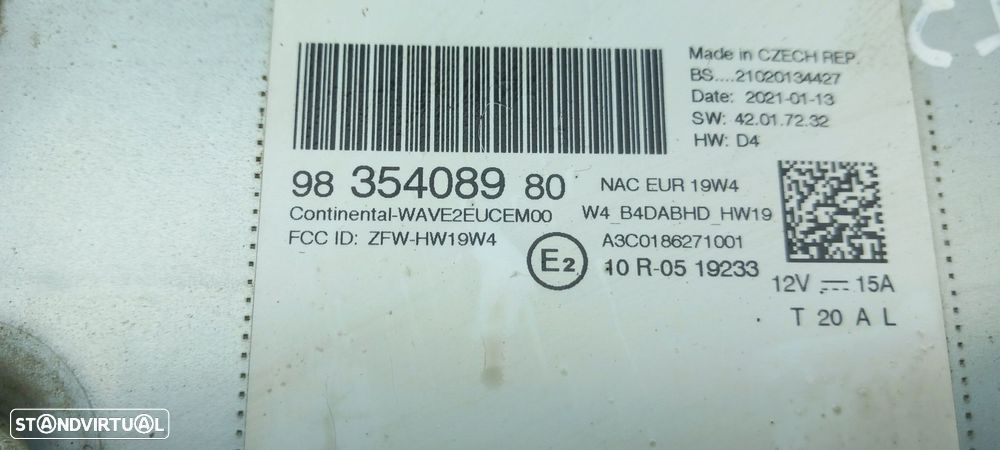 Made in CZECH REP.
BS....21020134427
Date: 2021-01-13
SW: 42.01.72.32
HW: D4
98 354089 80
NAC EUR 19W4
Continental-WAVE2EUCEM00
W4_B4DABHD_HW19
FCC ID: ZFW-HW19W4
E2
A3C0186271001
10 R-05 19233
12V 15A
T 20 A L
STANDVIRTUAL